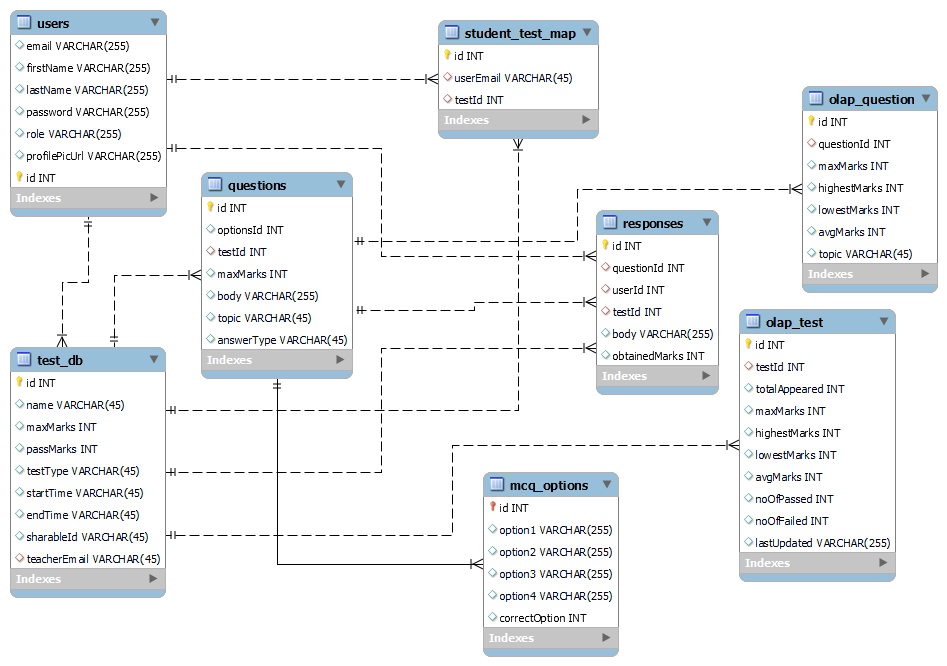 users
email VARCHAR(255)
firstName VARCHAR(255)
lastName VARCHAR(255)
password VARCHAR(255)
role VARCHAR(255)
profilePicUrl VARCHAR(255)
id INT
Indexes
student_test_map
id INT
userEmail VARCHAR(45)
testId INT
Indexes
olap_question
id INT
questionId INT
maxMarks INT
highestMarks INT
lowestMarks INT
avgMarks INT
topic VARCHAR(45)
Indexes
questions
id INT
optionsId INT
testId INT
maxMarks INT
body VARCHAR(255)
topic VARCHAR(45)
answerType VARCHAR(45)
Indexes
responses
id INT
questionId INT
userId INT
testId INT
body VARCHAR(255)
obtainedMarks INT
Indexes
olap_test
id INT
testId INT
totalAppeared INT
maxMarks INT
highestMarks INT
lowestMarks INT
avgMarks INT
noOfPassed INT
noOfFailed INT
lastUpdated VARCHAR(255)
Indexes
test_db
id INT
name VARCHAR(45)
maxMarks INT
passMarks INT
testType VARCHAR(45)
startTime VARCHAR(45)
endTime VARCHAR(45)
sharableId VARCHAR(45)
teacherEmail VARCHAR(45)
Indexes
mcq_options
id INT
option1 VARCHAR(255)
option2 VARCHAR(255)
option3 VARCHAR(255)
option4 VARCHAR(255)
correctOption INT
Indexes